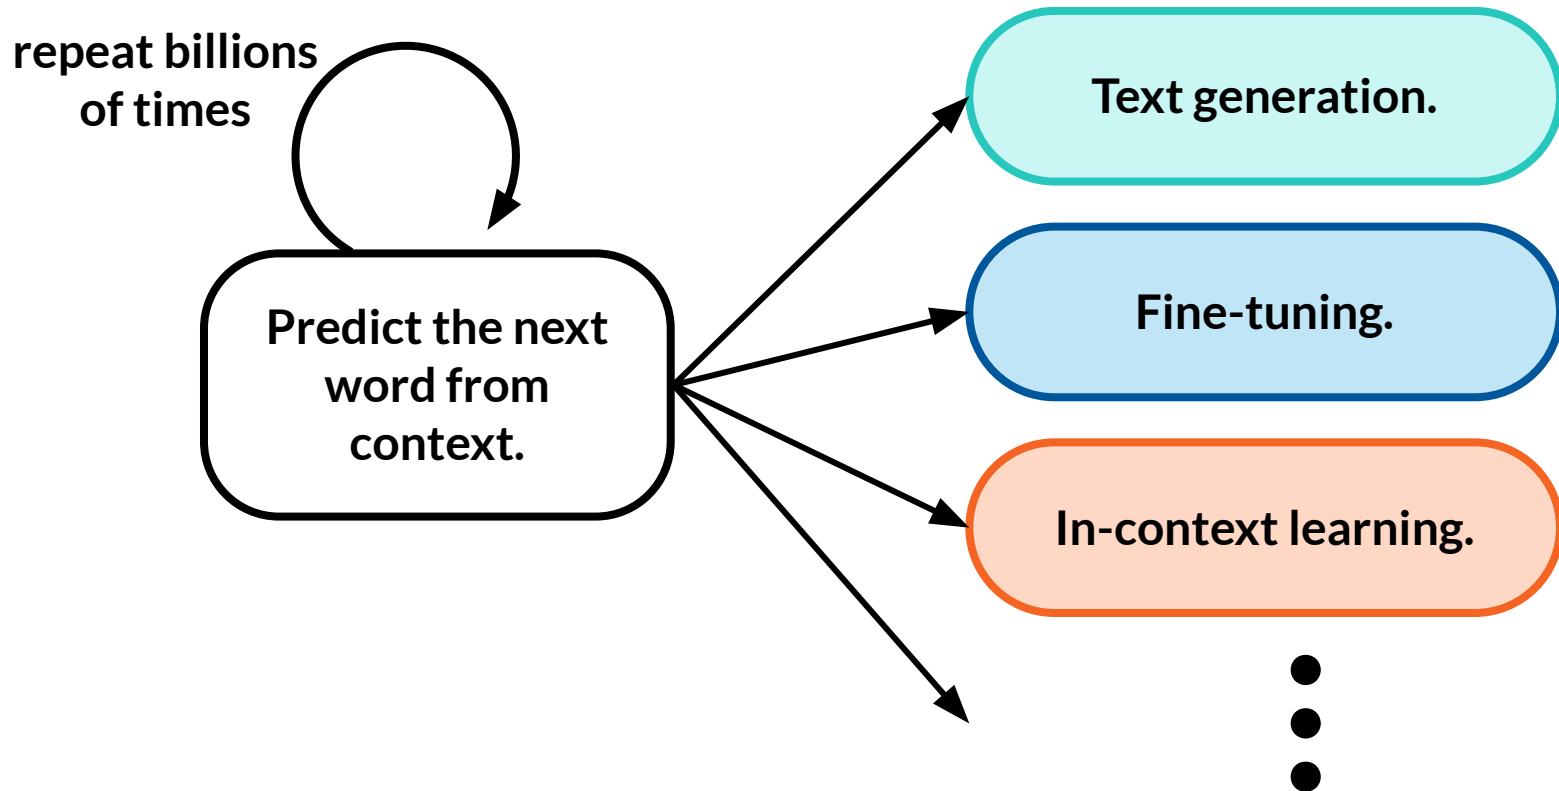 repeat billions
of times
Predict the next
word from
context.
Text generation.
Fine-tuning.
In-context learning.